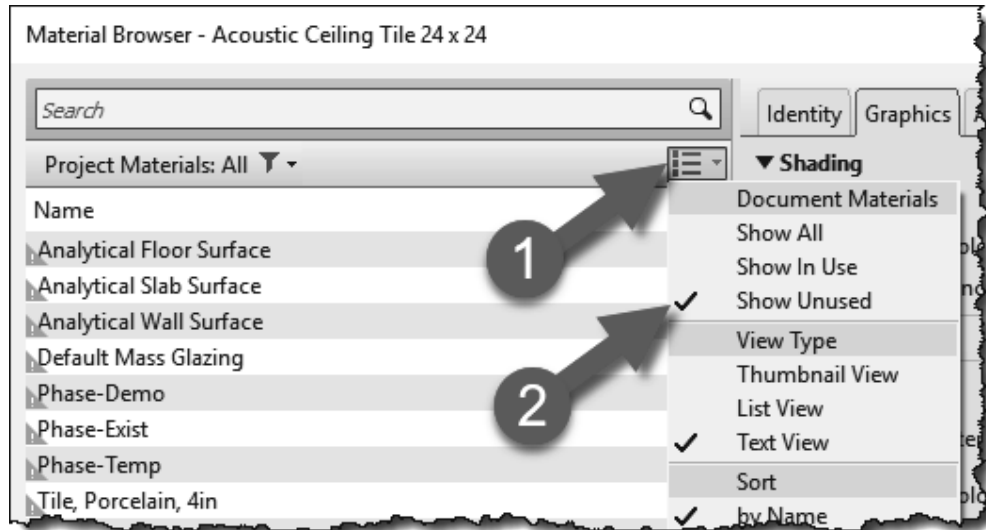 Material Browser - Acoustic Ceiling Tile 24 x 24
Search
Identity
Graphics
Project Materials: All
▼ Shading
Name
Analytical Floor Surface
Analytical Slab Surface
Analytical Wall Surface
Default Mass Glazing
Phase-Demo
Phase-Exist
Phase-Temp
Tile, Porcelain, 4in
1
2
Document Materials
Show All
Show In Use
Show Unused
View Type
Thumbnail View
List View
Text View
Sort
by Name